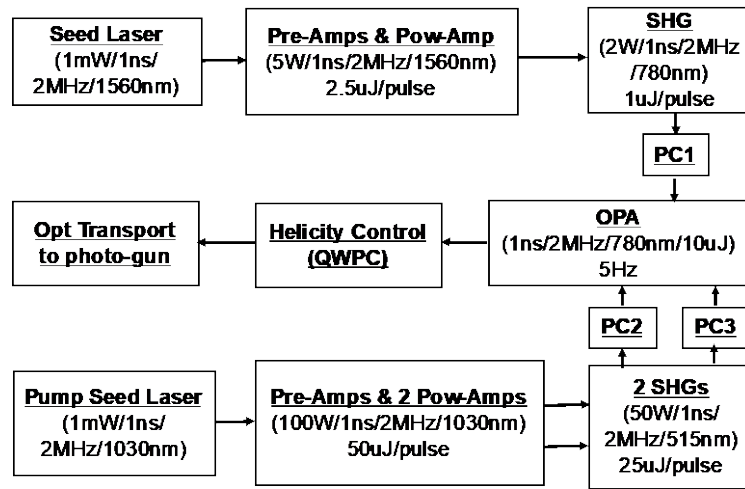 Seed Laser
(1mW/1ns/
2MHz/1560nm)
Pre-Amps & Pow-Amp
(5W/1ns/2MHz/1560nm)
2.5uJ/pulse
SHG
(2W/1ns/2MHz
/780nm)
1uJ/pulse
PC1
Opt Transport
to photo-gun
Helicity Control
(QWPC)
OPA
(1ns/2MHz/780nm/10uJ)
5Hz
PC2
PC3
Pump Seed Laser
(1mW/1ns/
2MHz/1030nm)
Pre-Amps & 2 Pow-Amps
(100W/1ns/2MHz/1030nm)
50uJ/pulse
2 SHGs
(50W/1ns/
2MHz/515nm)
25uJ/pulse